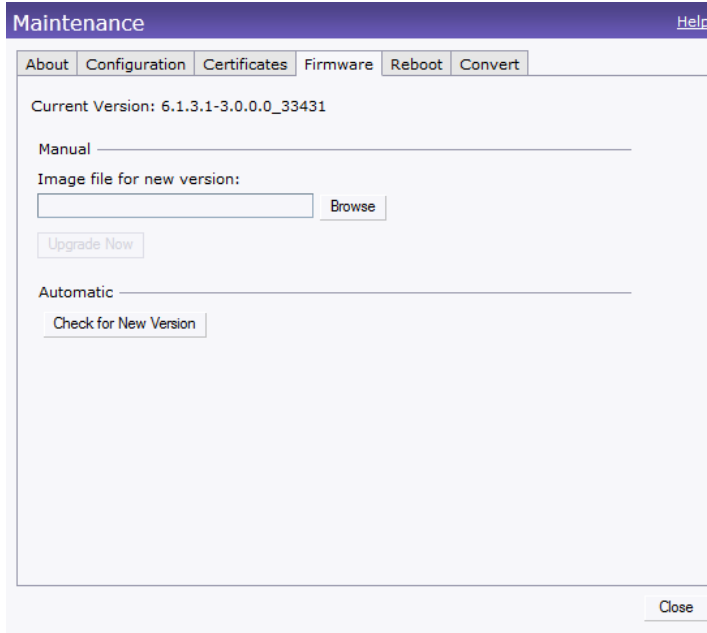 Maintenance Help
About Configuration Certificates Firmware Reboot Convert
Current Version: 6.1.3.1-3.0.0.0_33431
Manual
Image file for new version:
Browse
Upgrade Now
Automatic
Check for New Version
Close